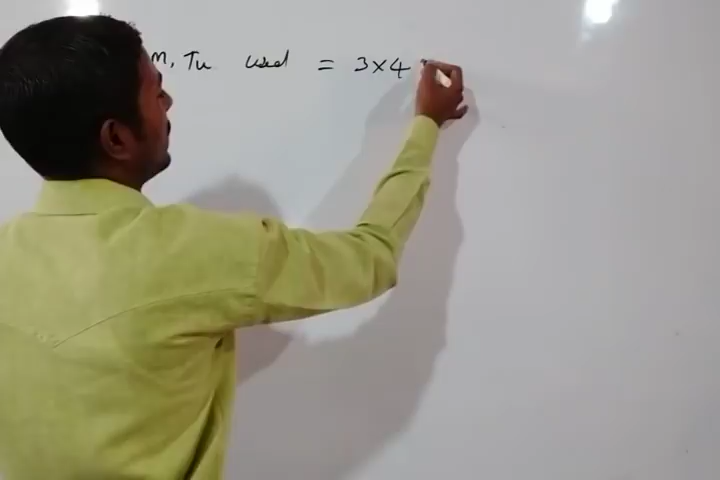 M, Tu wed = 3×4